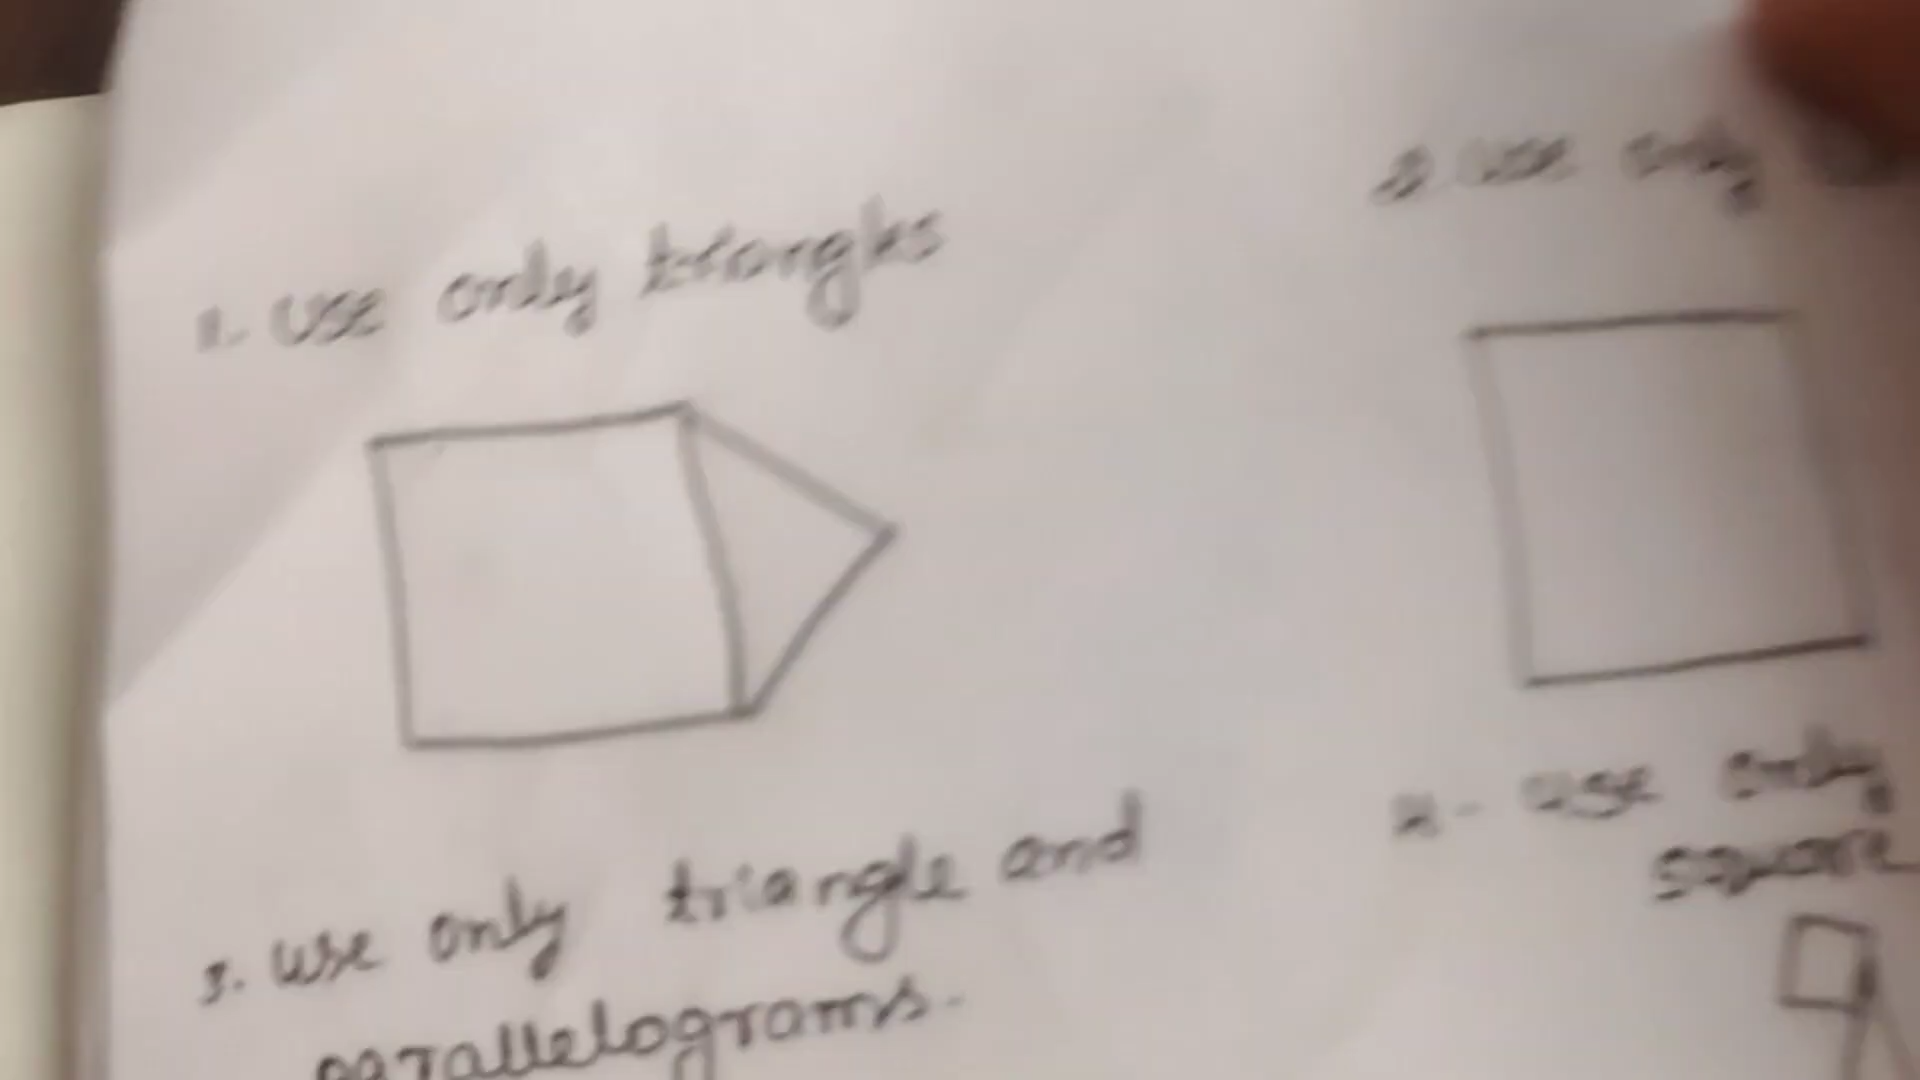 1. Use only triangles
2. Use only
3. Use only triangle and
parallelograms.
4- Use only
square